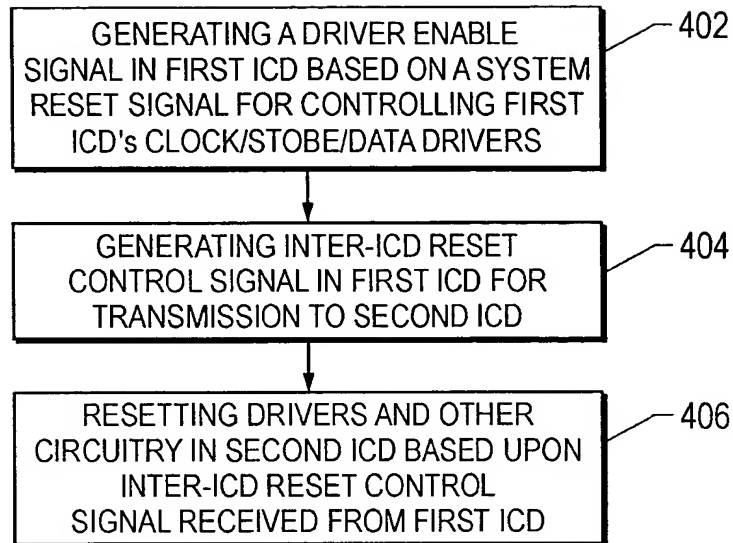 GENERATING A DRIVER ENABLE
SIGNAL IN FIRST ICD BASED ON A SYSTEM
RESET SIGNAL FOR CONTROLLING FIRST
ICD's CLOCK/STOBE/DATA DRIVERS
402
GENERATING INTER-ICD RESET
CONTROL SIGNAL IN FIRST ICD FOR
TRANSMISSION TO SECOND ICD
404
RESETTING DRIVERS AND OTHER
CIRCUITRY IN SECOND ICD BASED UPON
INTER-ICD RESET CONTROL
SIGNAL RECEIVED FROM FIRST ICD
406